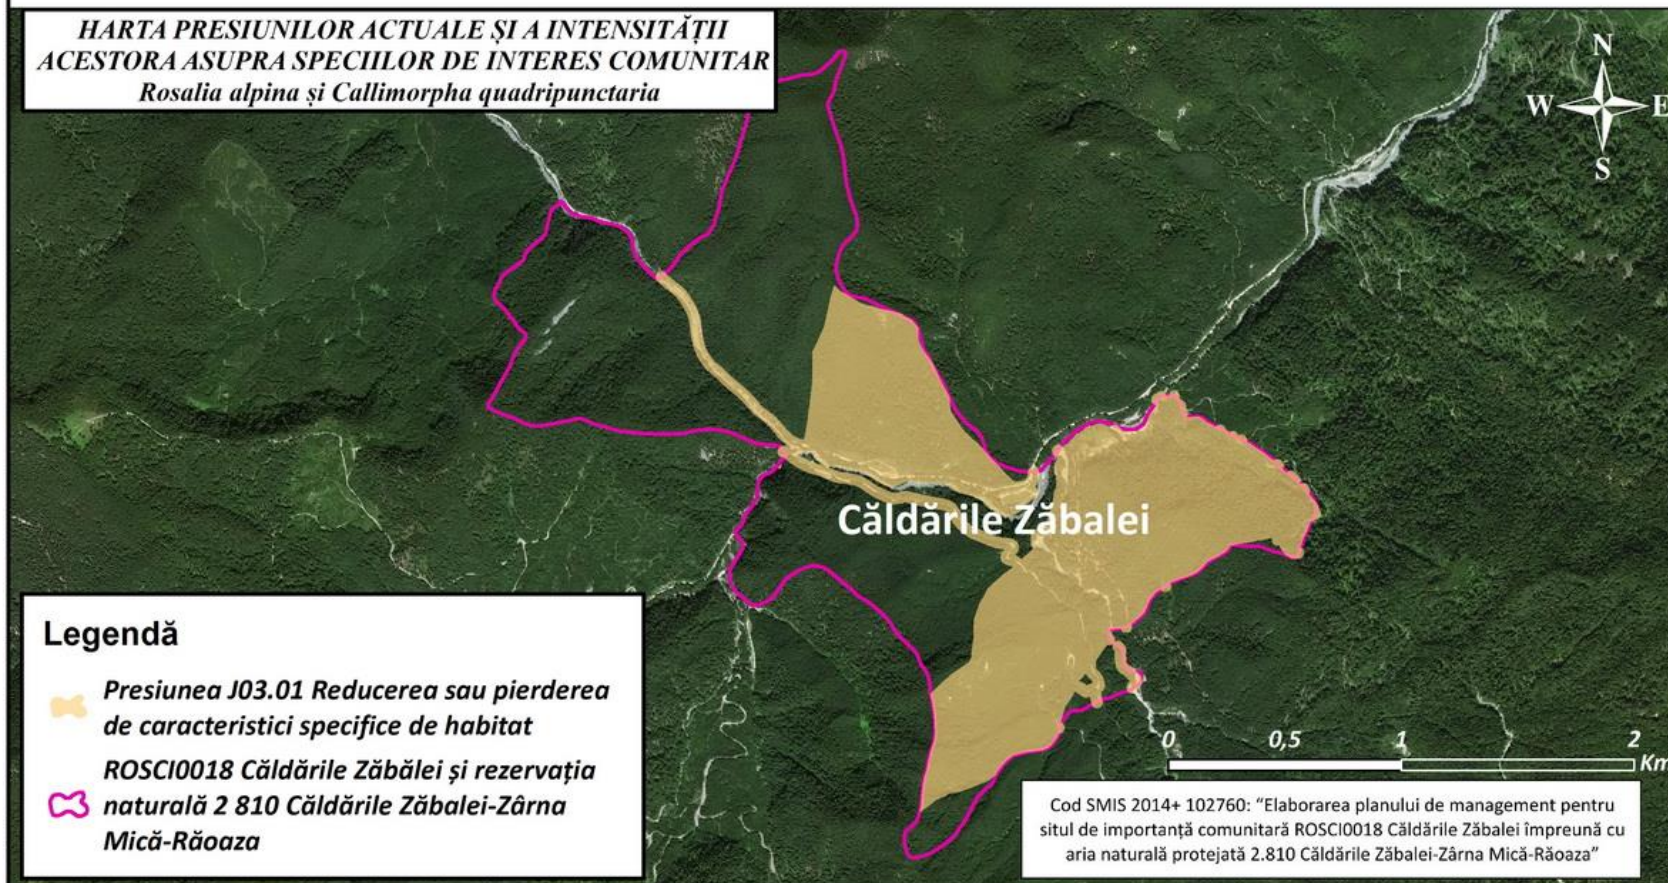 HARTA PRESIUNILOR ACTUALE ȘI A INTENSITĂȚII
ACESTORA ASUPRA SPECIILOR DE INTERES COMUNITAR
Rosalia alpina și Callimorpha quadripunctaria
N
W
E
S
Căldările Zăbalei
Legendă
Presiunea J03.01 Reducerea sau pierderea
de caracteristici specifice de habitat
ROSCI0018 Căldările Zăbălei și rezervația
naturală 2 810 Căldările Zăbalei-Zârna
Mică-Răoaza
0 0,5 1 2
Km
Cod SMIS 2014+ 102760: “Elaborarea planului de management pentru
situl de importanță comunitară ROSCI0018 Căldările Zăbalei împreună cu
aria naturală protejată 2.810 Căldările Zăbalei-Zârna Mică-Răoaza”